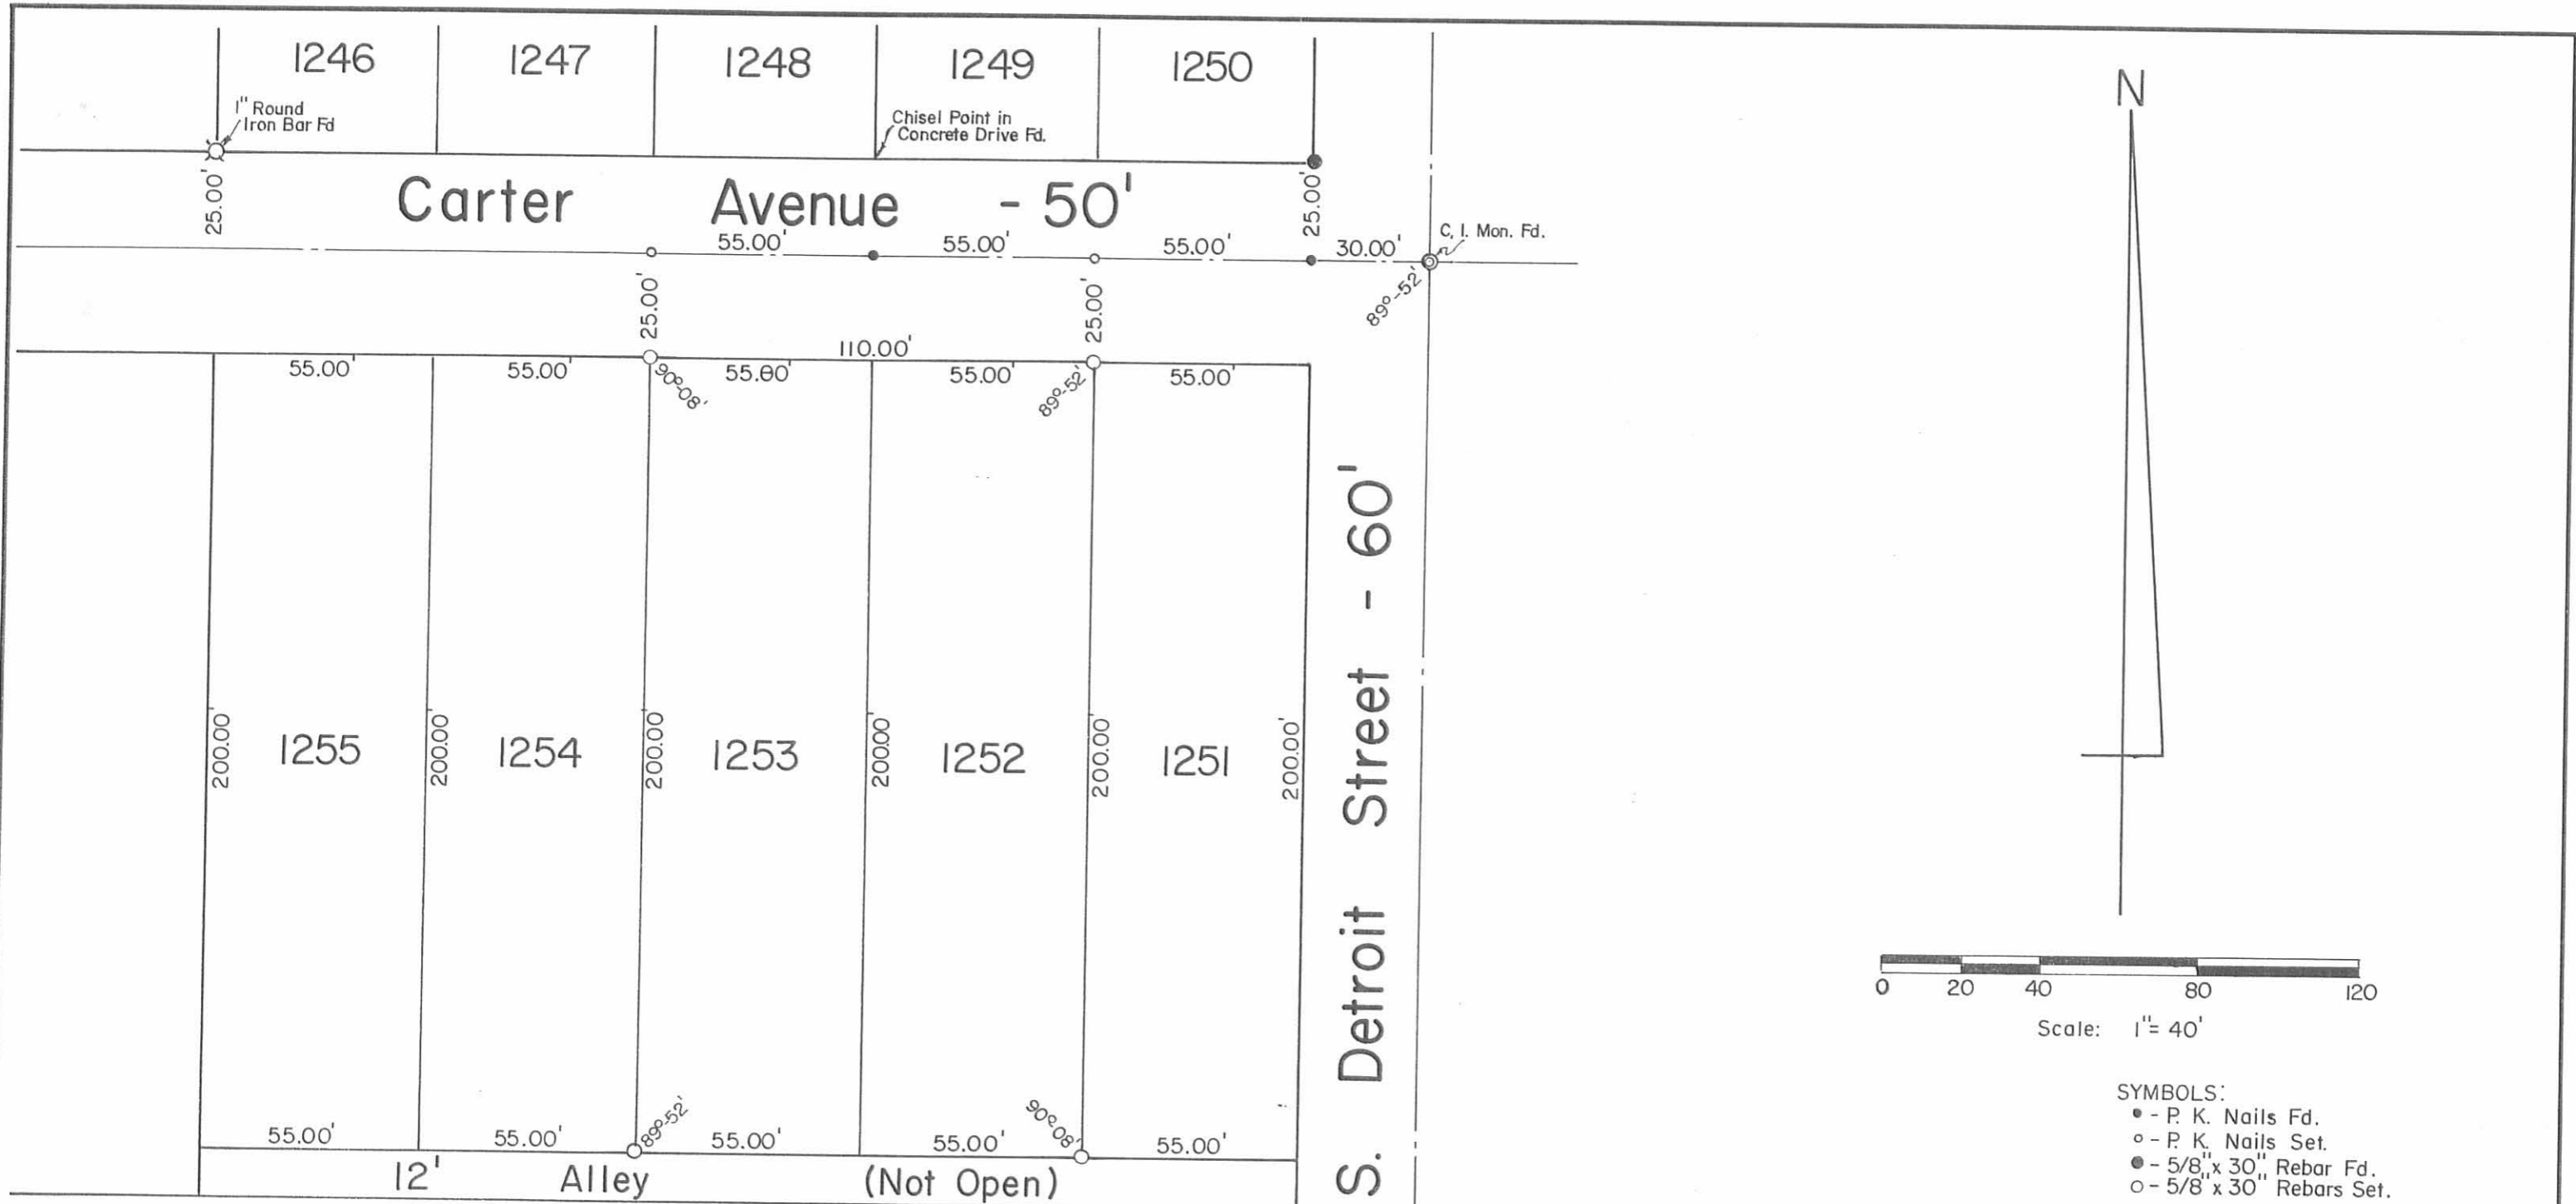 1246 1247 1248 1249 1250
N
1" Round
Iron Bar Fd
Chisel Point in
Concrete Drive Fd.
25.00'
Carter Avenue - 50'
25.00'
55.00' 55.00' 55.00' 30.00'
C. I. Mon. Fd.
89°-52'
25.00'
25.00'
110.00'
55.00' 55.00' 55.00' 55.00' 55.00'
90°-08'
89°-52'
S. Detroit Street - 60'
200.00' 200.00' 200.00' 200.00' 200.00' 200.00'
1255 1254 1253 1252 1251
0 20 40 80 120
Scale: 1"= 40'
89°-52'
90°-08'
55.00' 55.00' 55.00' 55.00' 55.00'
12' Alley (Not Open)
SYMBOLS:
- P. K. Nails Fd.
- P. K. Nails Set.
- 5/8" x 30" Rebar Fd.
- 5/8" x 30" Rebars Set.